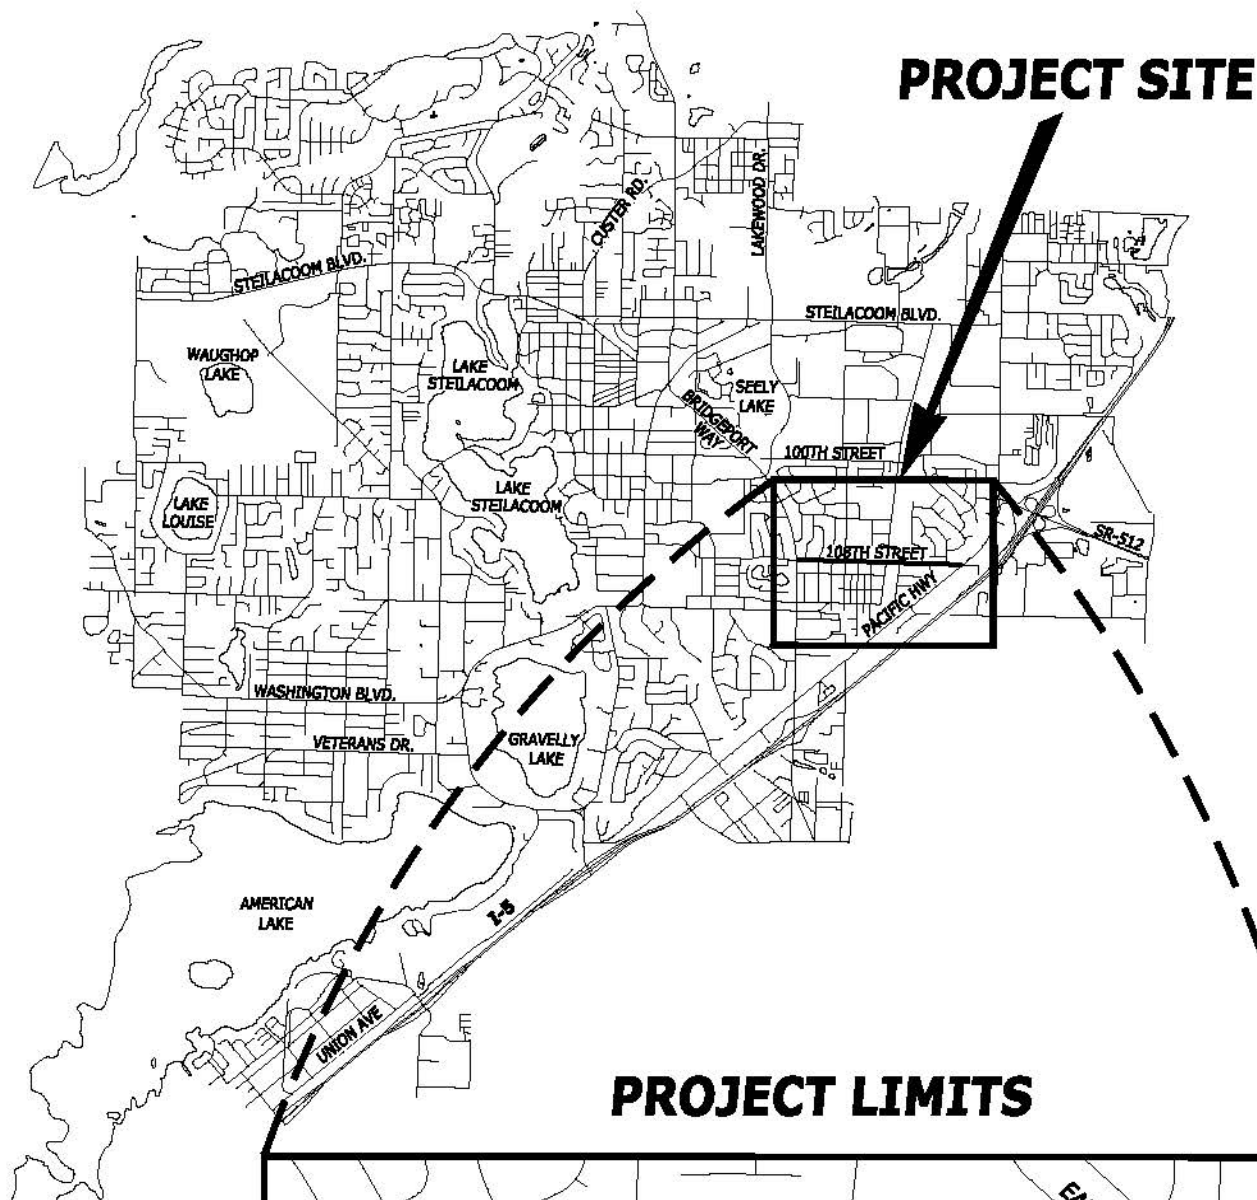 PROJECT SITE
LAKEWOOD DR.
CUSTER RD.
STEILACOOM BLVD.
STEILACOOM BLVD.
WAUGHOP
LAKE
LAKE
STEILACOOM
SEELY
LAKE
BRIDGEPORT
WAY
100TH STREET
LAKE
STEILACOOM
LAKE
LOUISE
SR-512
108TH STREET
PACIFIC HWY
WASHINGTON BLVD.
VETERANS DR.
GRAVELLY
LAKE
AMERICAN
LAKE
I-5
UNION AVE
PROJECT LIMITS